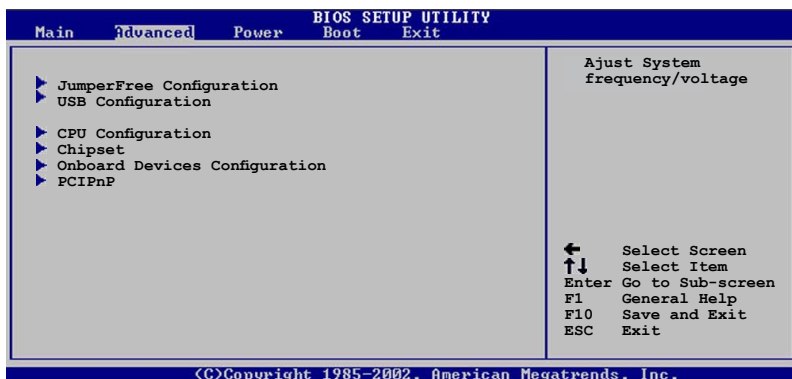 BIOS SETUP UTILITY
Main Advanced Power Boot Exit
JumperFree Configuration
USB Configuration
CPU Configuration
Chipset
Onboard Devices Configuration
PCIPnP
Ajust System
frequency/voltage
← Select Screen
↑↓ Select Item
Enter Go to Sub-screen
F1 General Help
F10 Save and Exit
ESC Exit
(C)Copyright 1985-2002, American Megatrends, Inc.